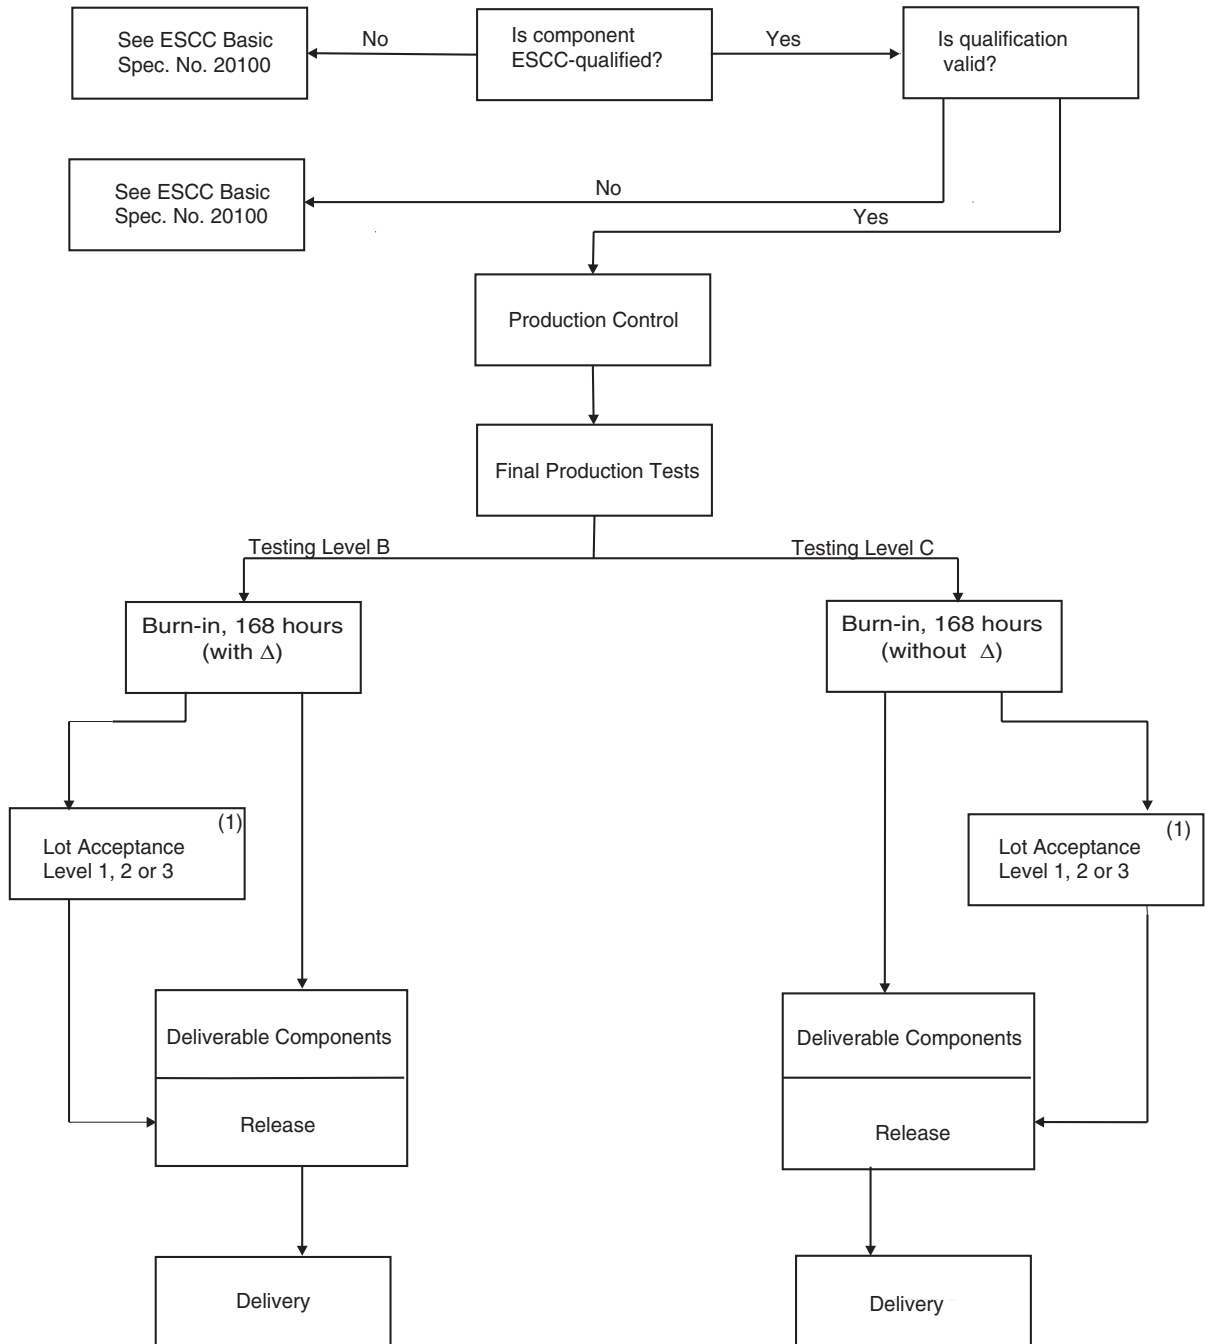 See ESCC Basic
Spec. No. 20100
No
Is component
ESCC-qualified?
Yes
Is qualification
valid?
See ESCC Basic
Spec. No. 20100
No
Yes
Production Control
Final Production Tests
Testing Level B
Testing Level C
Burn-in, 168 hours
(with Δ)
Burn-in, 168 hours
(without Δ)
(1)
Lot Acceptance
Level 1, 2 or 3
(1)
Lot Acceptance
Level 1, 2 or 3
Deliverable Components
Release
Deliverable Components
Release
Delivery
Delivery